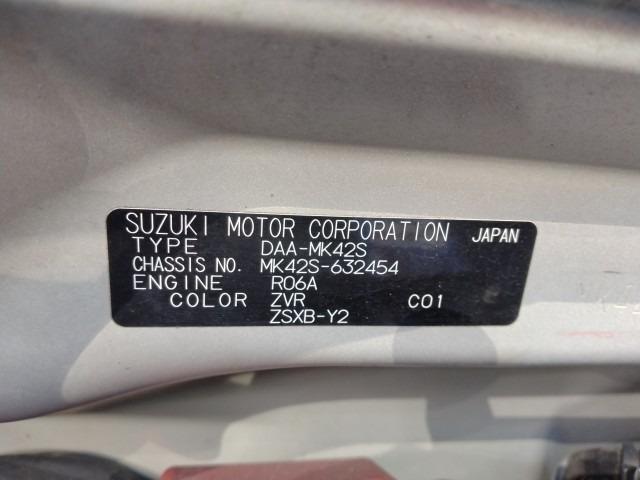 SUZUKI MOTOR CORPORATION JAPAN
TYPE DAA-MK42S
CHASSIS NO. MK42S-632454
ENGINE R06A
COLOR ZVR C01
ZSXB-Y2